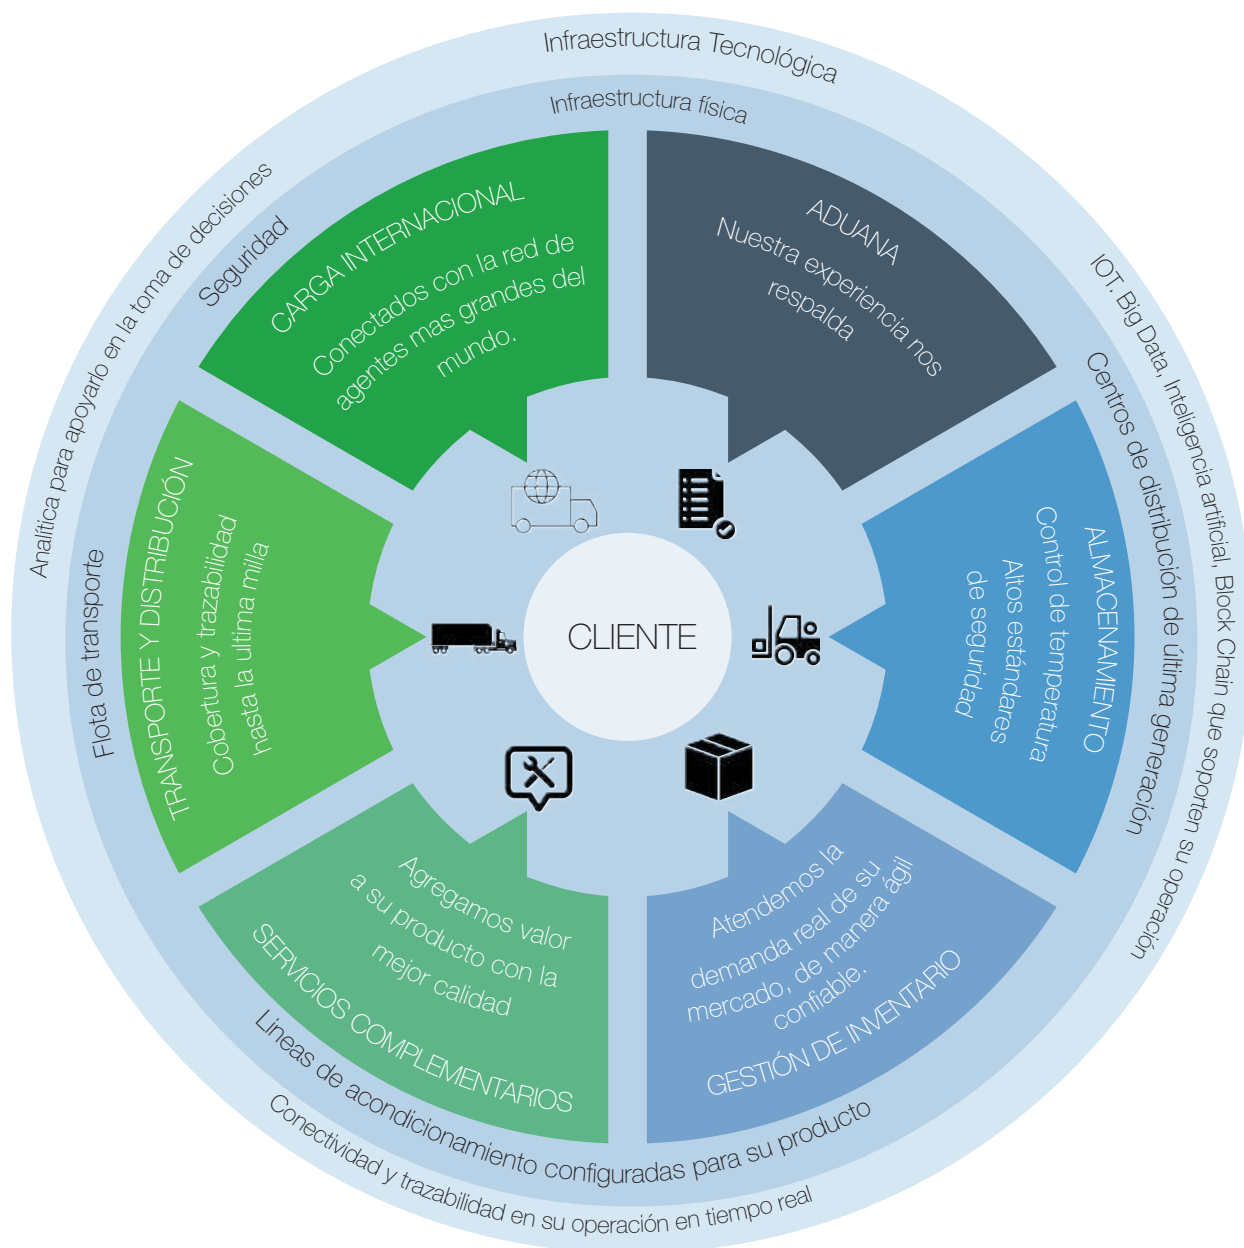 Infraestructura Tecnológica
Infraestructura física
Analítica para apoyarlo en la toma de decisiones
Seguridad
CARGA INTERNACIONAL
Conectados con la red de
agentes mas grandes del
mundo.
ADUANA
Nuestra experiencia nos
respalda
IOT. Big Data, Inteligencia artificial, Block Chain que soporten su operación
Centros de distribución de última generación
ALMACENAMIENTO
Control de temperatura
Altos estándares
de seguridad
Flota de transporte
TRANSPORTE Y DISTRIBUCIÓN
Cobertura y trazabilidad
hasta la ultima milla
CLIENTE
Agregamos valor
a su producto con la
mejor calidad
SERVICIOS COMPLEMENTARIOS
Atendemos la
demanda real de su
mercado, de manera ágil
confiable.
GESTIÓN DE INVENTARIO
Lineas de acondicionamiento configuradas para su producto
Conectividad y trazabilidad en su operación en tiempo real